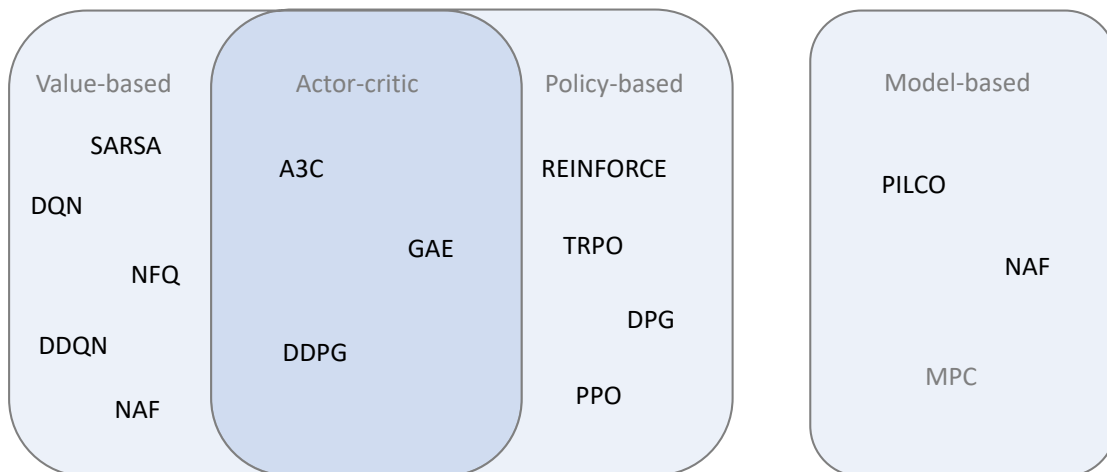 Value-based
SARSA
DQN
NFQ
DDQN
NAF
Actor-critic
A3C
GAE
DDPG
Policy-based
REINFORCE
TRPO
DPG
PPO
Model-based
PILCO
NAF
MPC